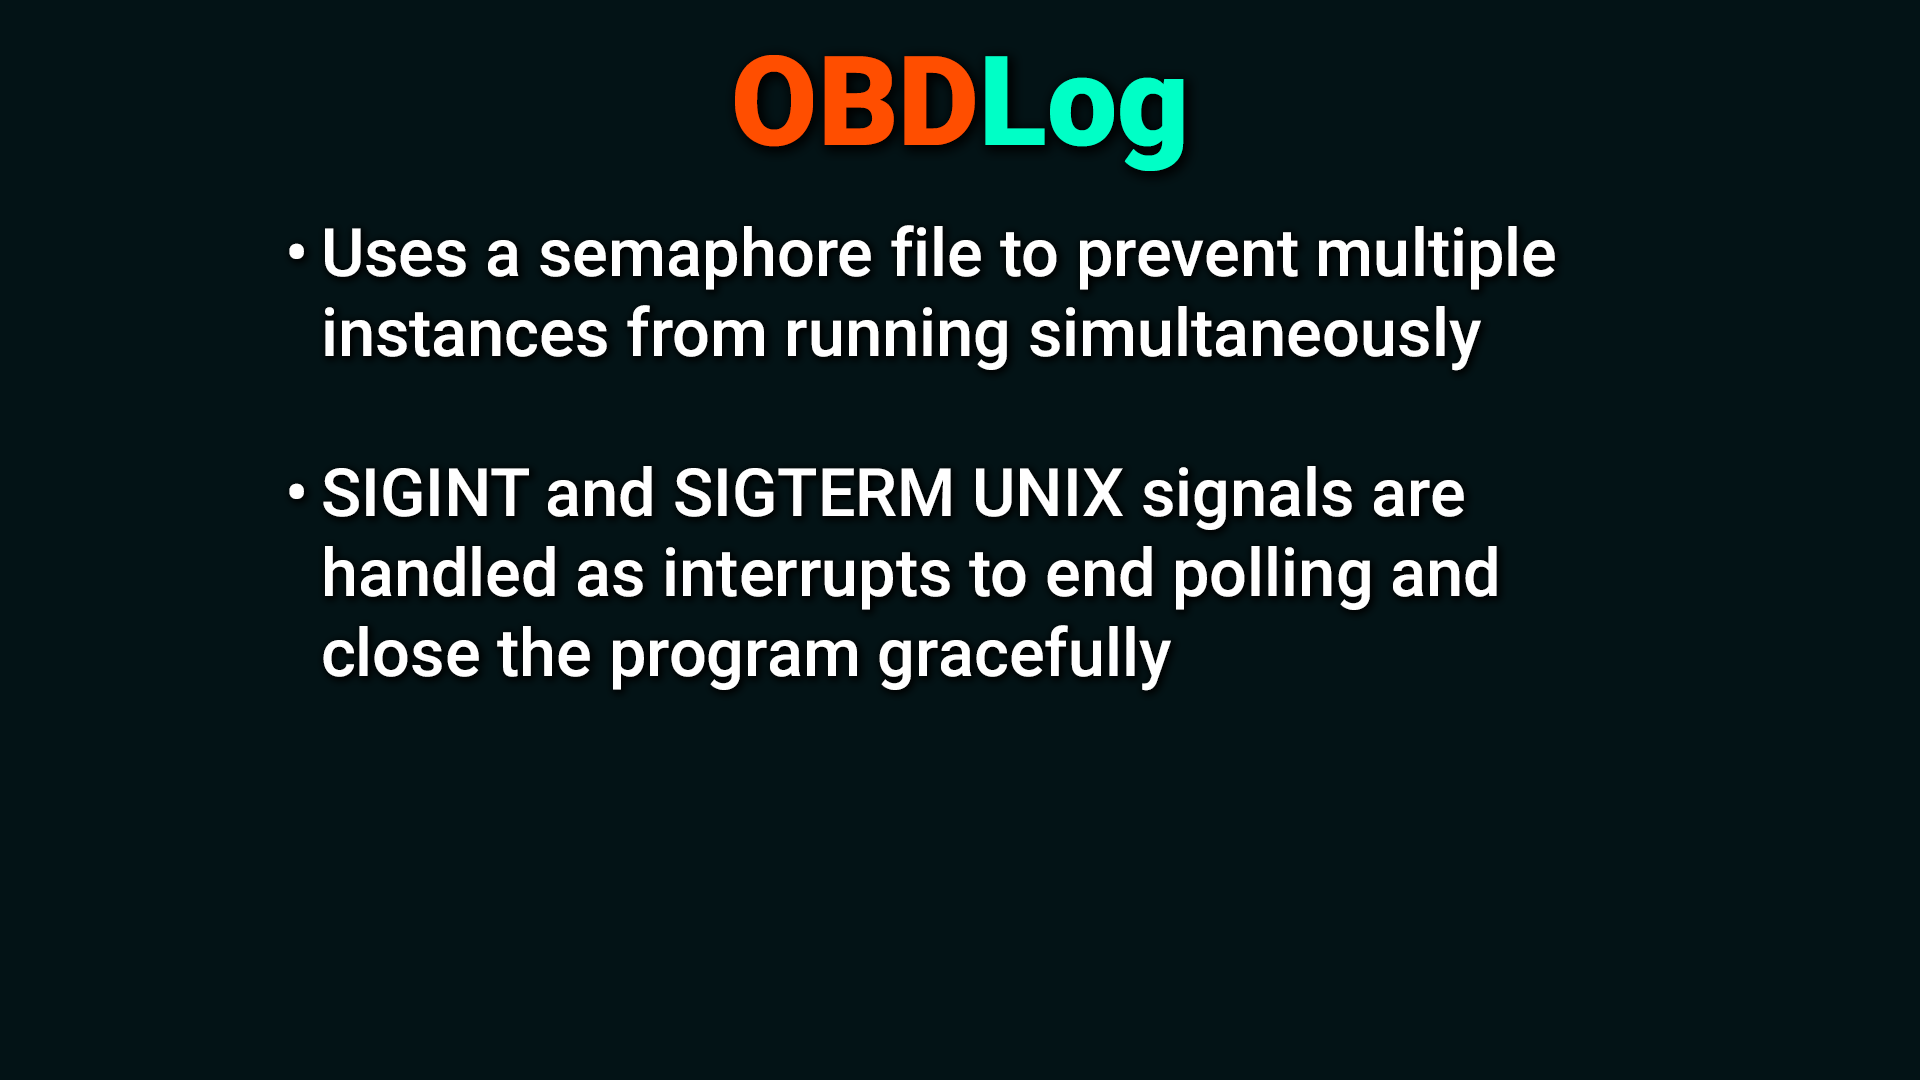 OBDLog
• Uses a semaphore file to prevent multiple
instances from running simultaneously
• SIGINT and SIGTERM UNIX signals are
handled as interrupts to end polling and
close the program gracefully